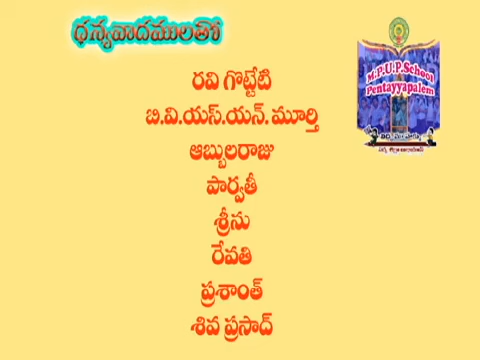 ధన్యవాదములతో
రవి గొట్టేటి
బి.వి.యస్.యన్.మూర్తి
ఆబ్బులరాజు
పార్వతీ
శ్రీను
రేవతి
ప్రశాంత్
శివ ప్రసాద్
M.P.U.P.School
Pentayyapalem